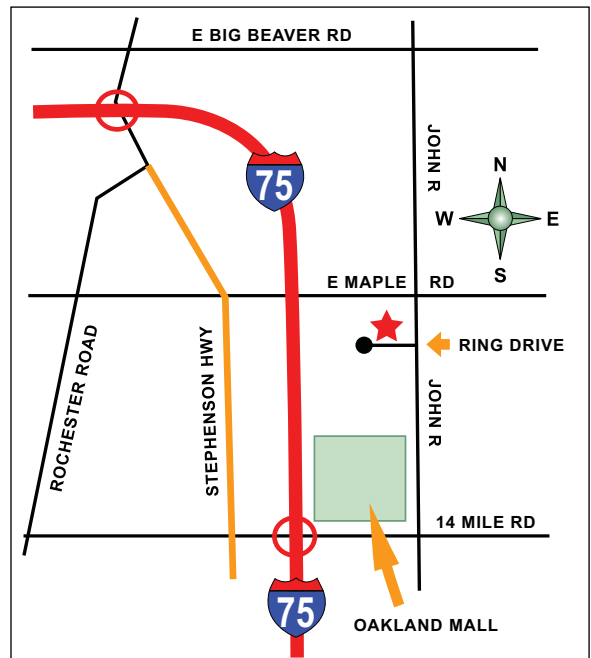 E BIG BEAVER RD
JOHN R
75
N
W E
S
E MAPLE RD
RING DRIVE
ROCHESTER ROAD
STEPHENSON HWY
JOHN R
14 MILE RD
75
OAKLAND MALL